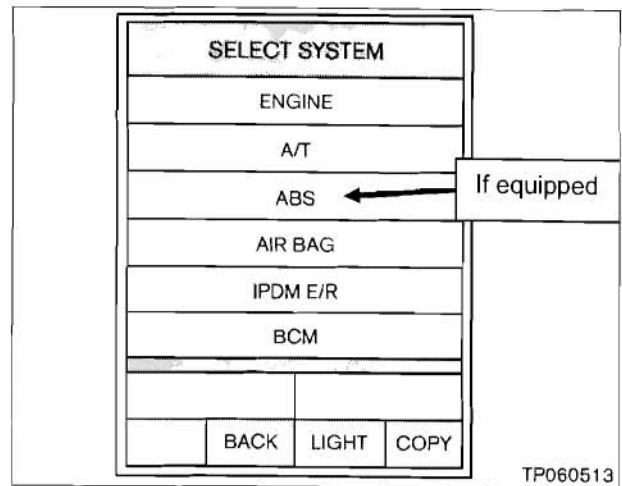 SELECT SYSTEM
ENGINE
A/T
ABS
If equipped
AIR BAG
IPDM E/R
BCM
BACK LIGHT COPY
TP060513